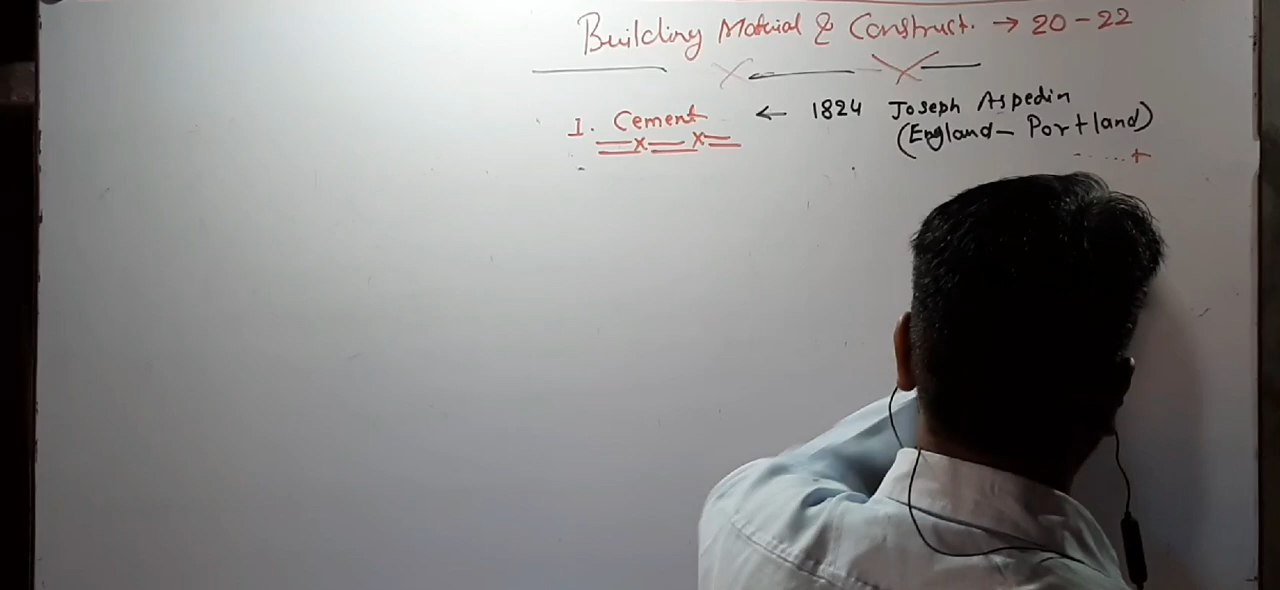 Building Material & Construct. → 20-22
1. Cement ← 1824 Joseph Aspedin
(England- Portland)